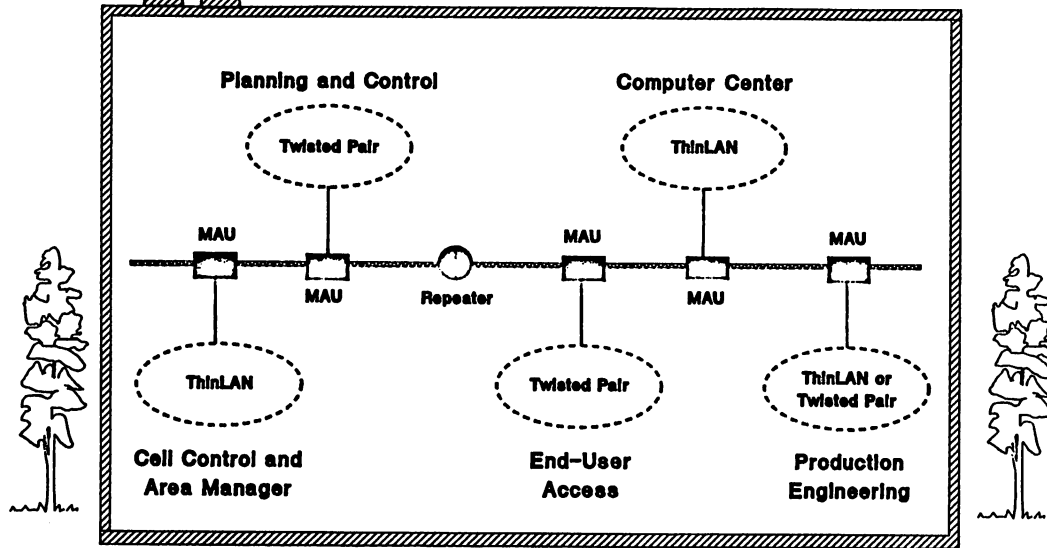 Planning and Control
Computer Center
Twisted Pair
ThinLAN
MAU
MAU
MAU
MAU
Repeater
MAU
ThinLAN
Twisted Pair
ThinLAN or
Twisted Pair
Cell Control and
Area Manager
End-User
Access
Production
Engineering